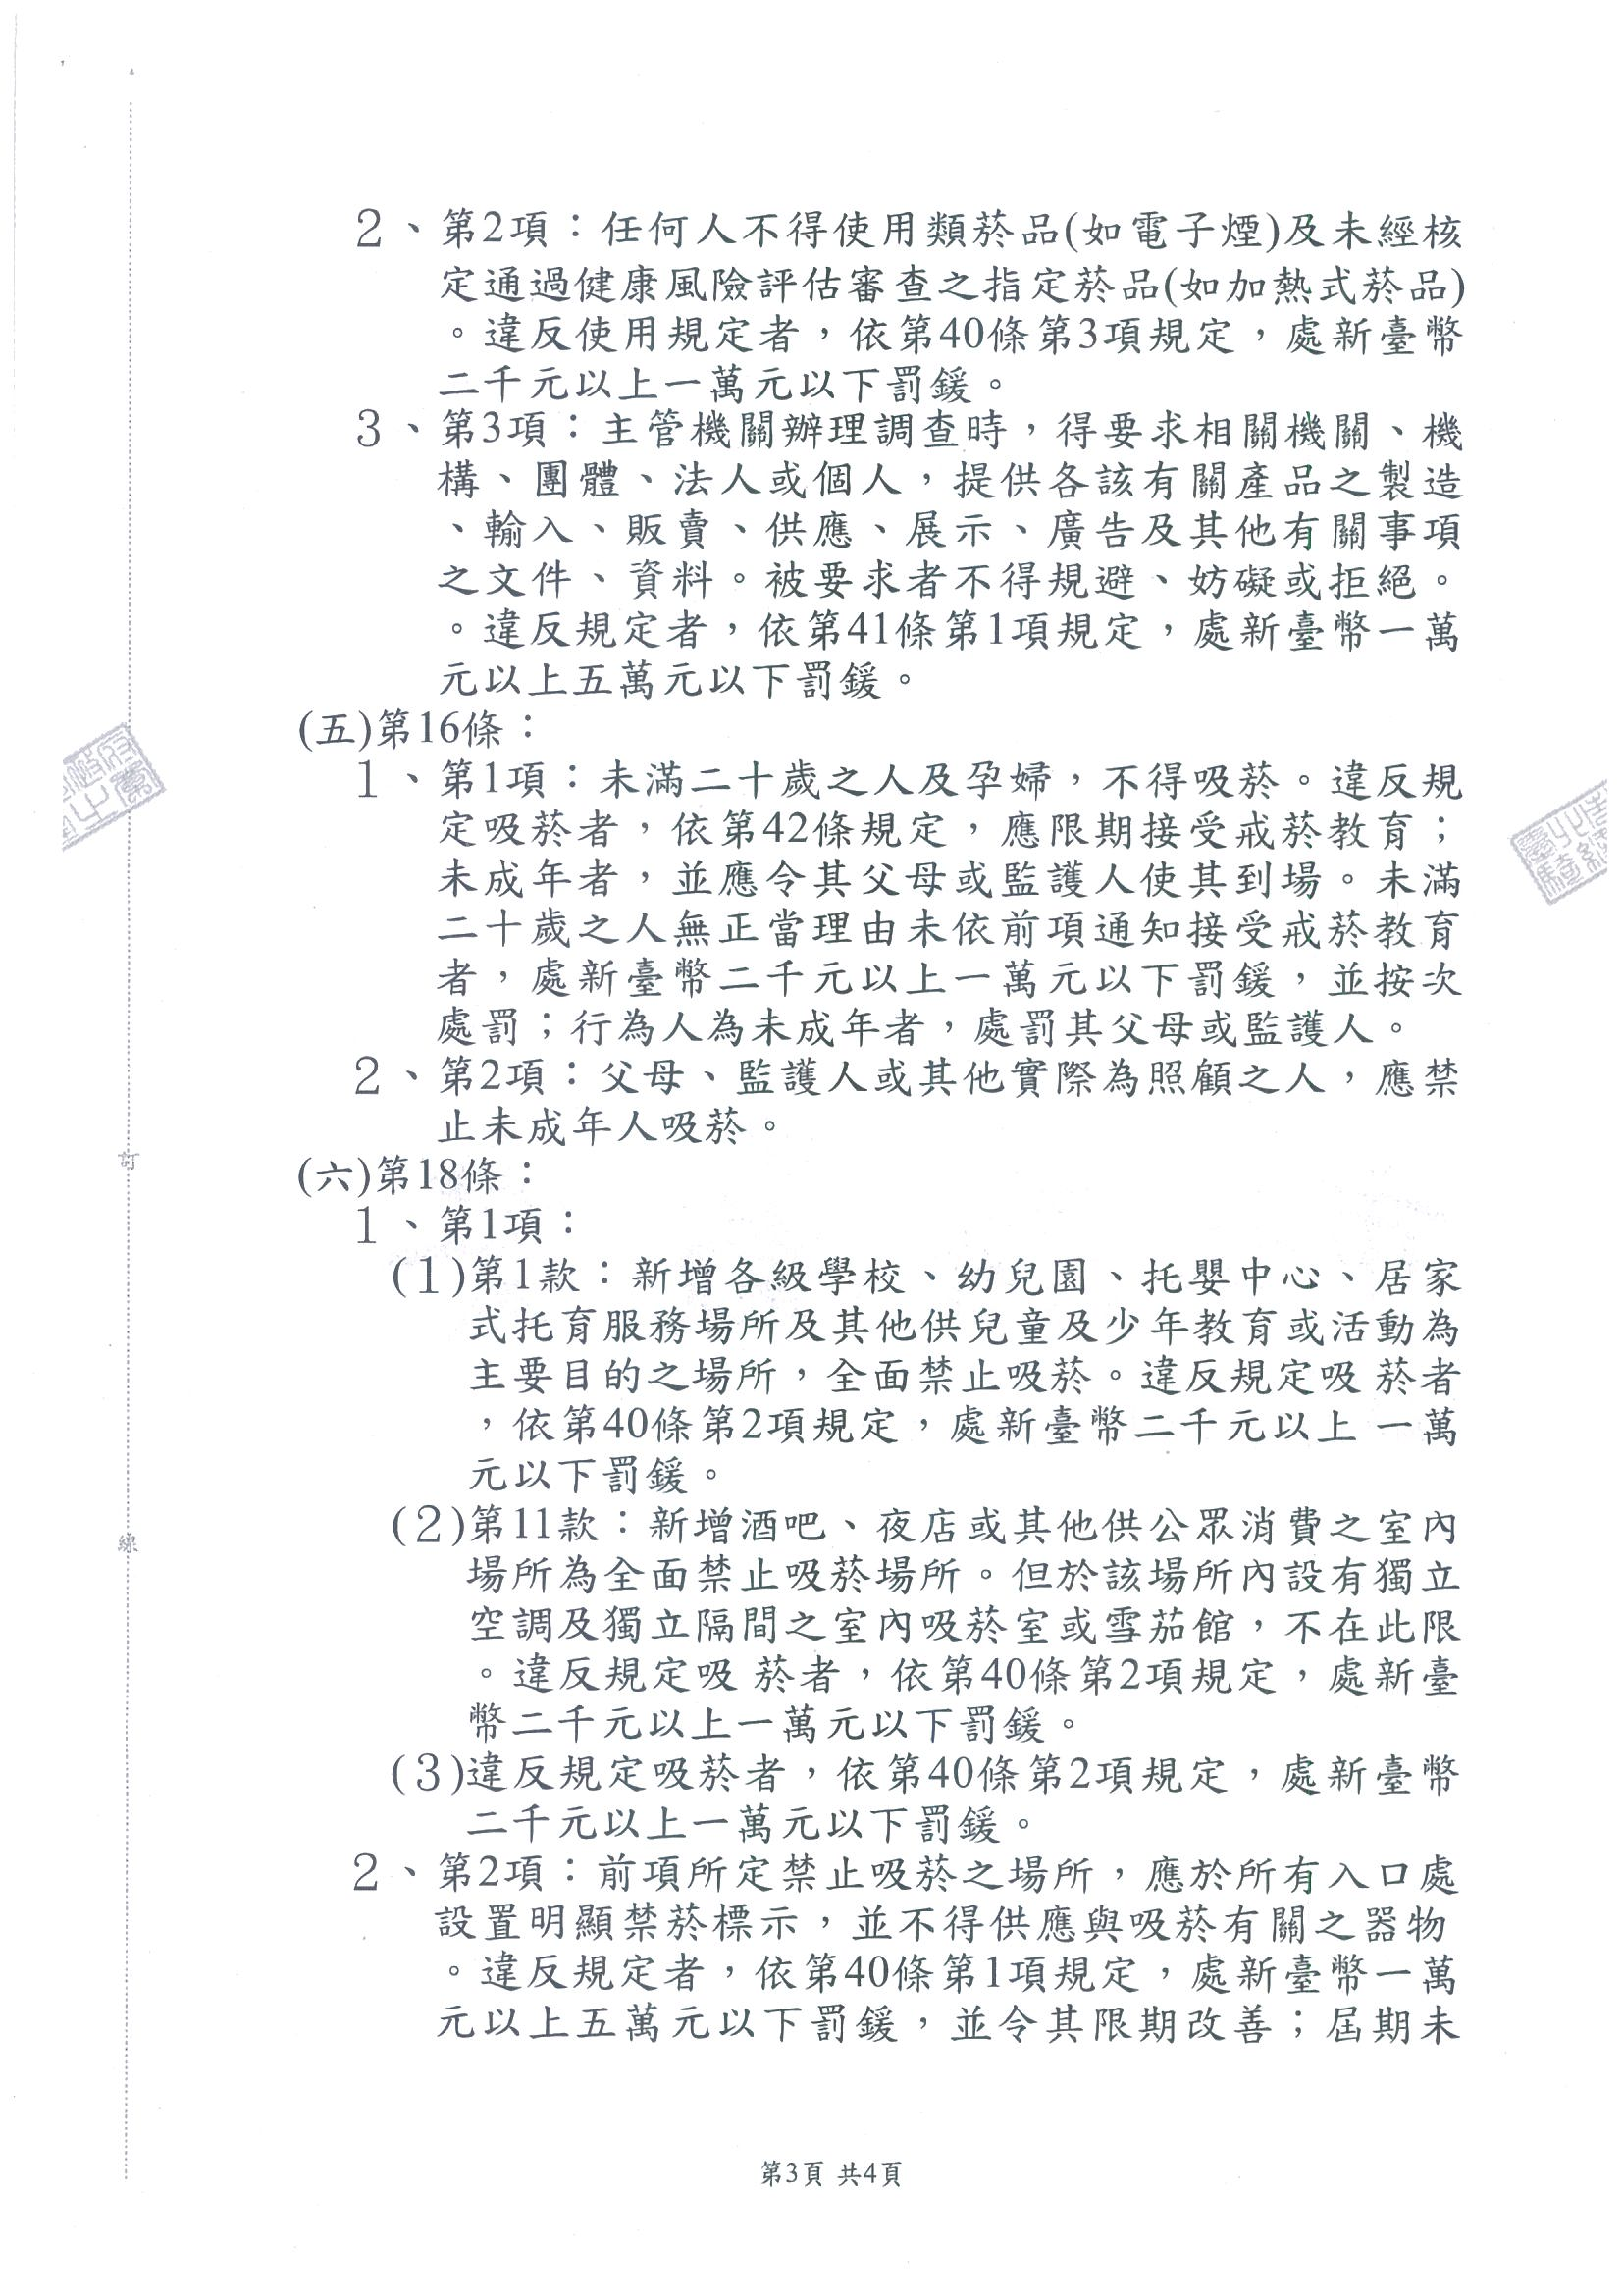 2、第2項：任何人不得使用類菸品(如電子煙)及未經核
定通過健康風險評估審查之指定菸品(如加熱式菸品)
。違反使用規定者，依第40條第3項規定，處新臺幣
二千元以上一萬元以下罰鍰。
3、第3項：主管機關辦理調查時，得要求相關機關、機
構、團體、法人或個人，提供各該有關產品之製造
、輸入、販賣、供應、展示、廣告及其他有關事項
之文件、資料。被要求者不得規避、妨礙或拒絕。
。違反規定者，依第41條第1項規定，處新臺幣一萬
元以上五萬元以下罰鍰。
(五)第16條：
1、第1項：未滿二十歲之人及孕婦，不得吸菸。違反規
定吸菸者，依第42條規定，應限期接受戒菸教育；
未成年者，並應令其父母或監護人使其到場。未滿
二十歲之人無正當理由未依前項通知接受戒菸教育
者，處新臺幣二千元以上一萬元以下罰鍰，並按次
處罰；行為人為未成年者，處罰其父母或監護人。
2、第2項：父母、監護人或其他實際為照顧之人，應禁
止未成年人吸菸。
(六)第18條：
1、第1項：
(1)第1款：新增各級學校、幼兒園、托嬰中心、居家
式托育服務場所及其他供兒童及少年教育或活動為
主要目的之場所，全面禁止吸菸。違反規定吸 菸者
，依第40條第2項規定，處新臺幣二千元以上 一萬
元以下罰鍰。
(2)第11款：新增酒吧、夜店或其他供公眾消費之室內
場所為全面禁止吸菸場所。但於該場所內設有獨立
空調及獨立隔間之室內吸菸室或雪茄館，不在此限
。違反規定吸 菸者，依第40條第2項規定，處新臺
幣二千元以上一萬元以下罰鍰。
(3)違反規定吸菸者，依第40條第2項規定，處新臺幣
二千元以上一萬元以下罰鍰。
2、第2項：前項所定禁止吸菸之場所，應於所有入口處
設置明顯禁菸標示，並不得供應與吸菸有關之器物
。違反規定者，依第40條第1項規定，處新臺幣一萬
元以上五萬元以下罰鍰，並令其限期改善；屆期未
訂
線
第3頁 共4頁